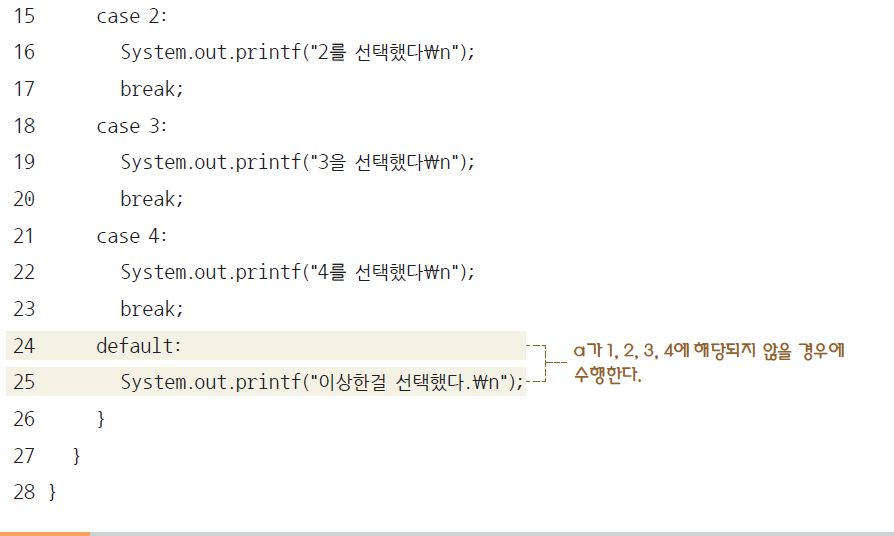 15 case 2:
16 System.out.printf("2를 선택했다₩n");
17 break;
18 case 3:
19 System.out.printf("3을 선택했다₩n");
20 break;
21 case 4:
22 System.out.printf("4를 선택했다₩n");
23 break;
24 default:
25 System.out.printf("이상한걸 선택했다.₩n");
a가 1, 2, 3, 4에 해당되지 않을 경우에
수행한다.
26 }
27 }
28 }